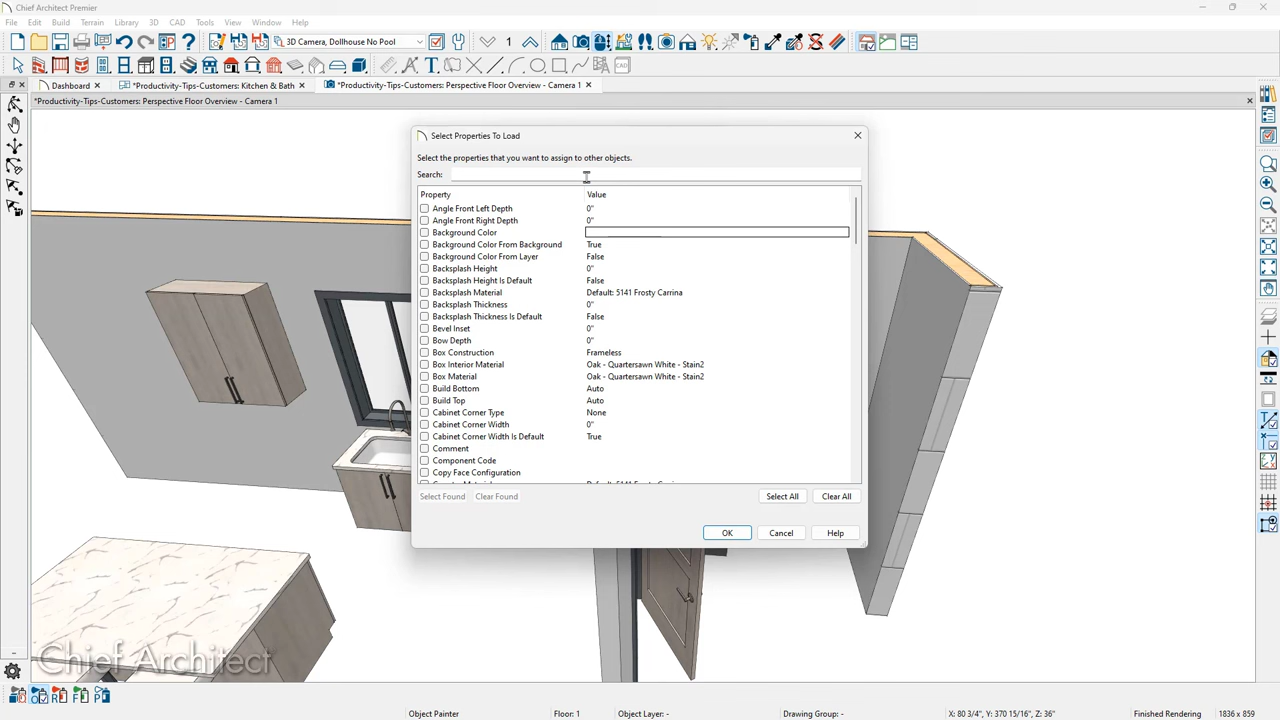 Chief Architect Premier
File Edit Build Terrain Library 3D CAD Tools View Window Help
3D Camera, Dollhouse No Pool
1
Dashboard
*Productivity-Tips-Customers: Kitchen & Bath
*Productivity-Tips-Customers: Perspective Floor Overview - Camera 1
*Productivity-Tips-Customers: Perspective Floor Overview - Camera 1
Select Properties To Load
Select the properties that you want to assign to other objects.
Search:
Property Value
Angle Front Left Depth 0"
Angle Front Right Depth 0"
Background Color
Background Color From Background True
Background Color From Layer False
Backsplash Height 0"
Backsplash Height Is Default False
Backsplash Material Default: 5141 Frosty Carrina
Backsplash Thickness 0"
Backsplash Thickness Is Default False
Bevel Inset 0"
Bow Depth 0"
Box Construction Frameless
Box Interior Material Oak - Quartersawn White - Stain2
Box Material Oak - Quartersawn White - Stain2
Build Bottom Auto
Build Top Auto
Cabinet Corner Type None
Cabinet Corner Width 0"
Cabinet Corner Width Is Default True
Comment
Component Code
Copy Face Configuration
Select Found Clear Found Select All Clear All
OK Cancel Help
Chief Architect
Object Painter Floor: 1 Object Layer: - Drawing Group: - X: 80 3/4", Y: 370 15/16", Z: 36" Finished Rendering 1836 x 859